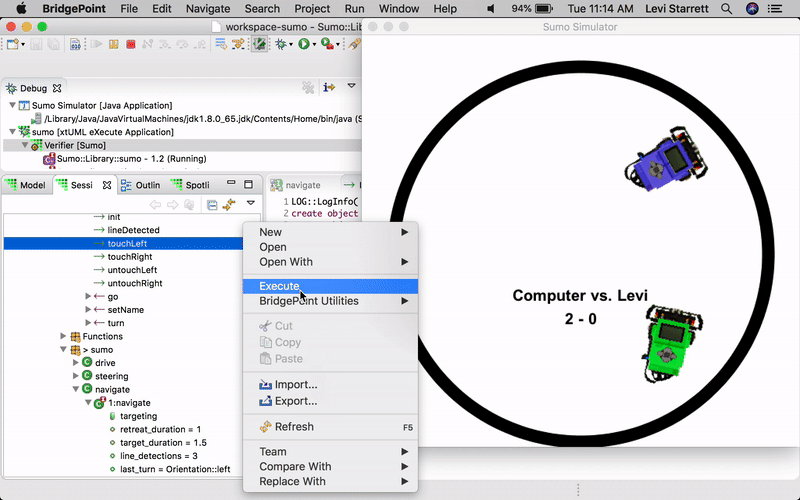 BridgePoint File Edit Navigate Search Project Run Window Help 94% Tue 11:14 AM Levi Starrett
workspace-sumo - Sumo::Lib
Sumo Simulator
Debug
Sumo Simulator [Java Application]
/Library/Java/JavaVirtualMachines/jdk1.8.0_65.jdk/Contents/Home/bin/java (S
sumo [xtUML eXecute Application]
Verifier [Sumo]
Sumo::Library::sumo - 1.2 (Running)
Model Sessi Outlin Spotli
navigate
init
lineDetected
touchLeft
touchRight
untouchLeft
untouchRight
go
setName
turn
Functions
> sumo
drive
steering
navigate
1:navigate
targeting
retreat_duration = 1
target_duration = 1.5
line_detections = 3
last_turn = Orientation::left
1 LOG::LogInfo(
2 create object
New
Open
Open With
Execute
BridgePoint Utilities
Cut
Copy
Paste
Import...
Export...
Refresh F5
Team
Compare With
Replace With
Computer vs. Levi
2 - 0